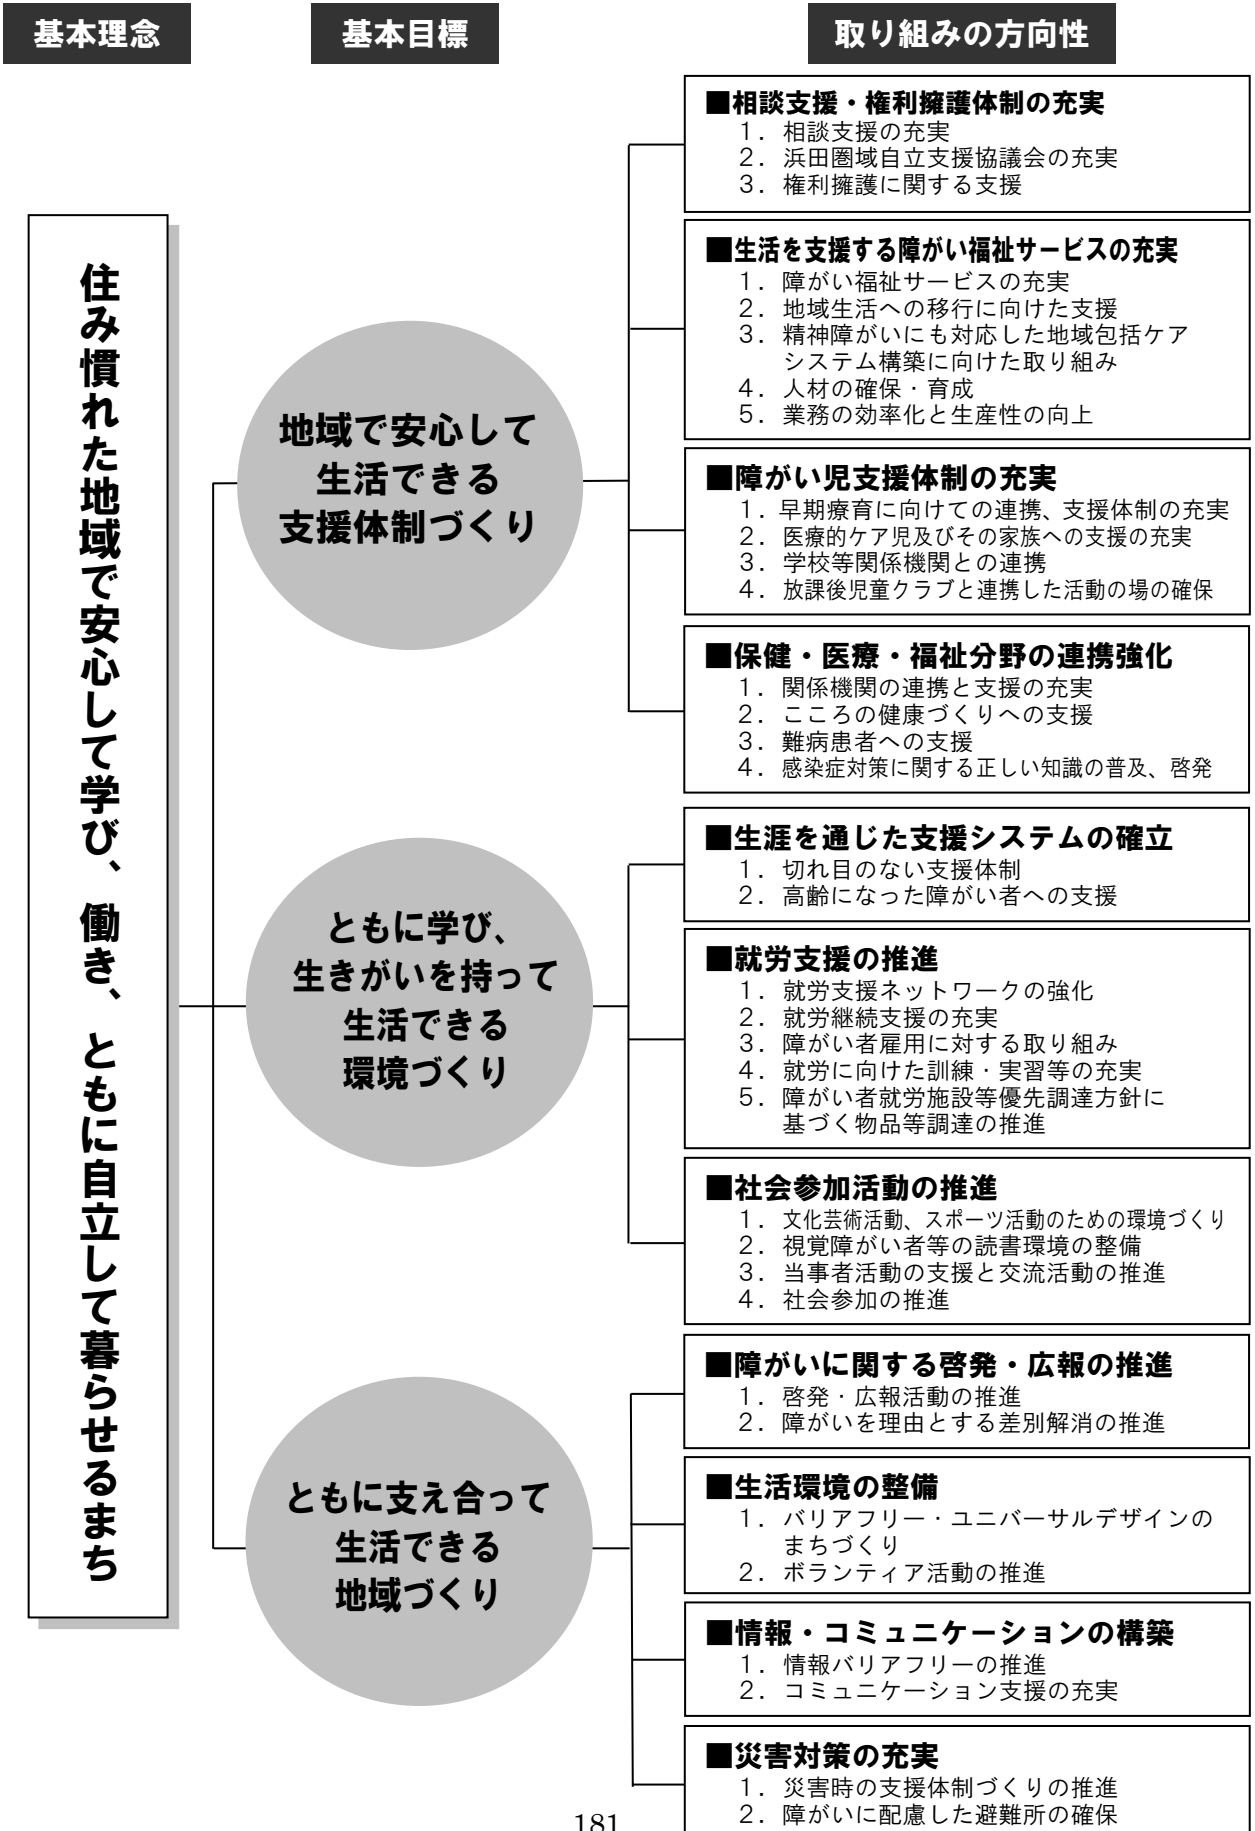 基本理念
基本目標
取り組みの方向性
住み慣れた地域で安心して学び、働き、ともに自立して暮らせるまち
地域で安心して
生活できる
支援体制づくり
■相談支援・権利擁護体制の充実
1．相談支援の充実
2．浜田圏域自立支援協議会の充実
3．権利擁護に関する支援
■生活を支援する障がい福祉サービスの充実
1．障がい福祉サービスの充実
2．地域生活への移行に向けた支援
3．精神障がいにも対応した地域包括ケア
システム構築に向けた取り組み
4．人材の確保・育成
5．業務の効率化と生産性の向上
■障がい児支援体制の充実
1．早期療育に向けての連携、支援体制の充実
2．医療的ケア児及びその家族への支援の充実
3．学校等関係機関との連携
4．放課後児童クラブと連携した活動の場の確保
■保健・医療・福祉分野の連携強化
1．関係機関の連携と支援の充実
2．こころの健康づくりへの支援
3．難病患者への支援
4．感染症対策に関する正しい知識の普及、啓発
ともに学び、
生きがいを持って
生活できる
環境づくり
■生涯を通じた支援システムの確立
1．切れ目のない支援体制
2．高齢になった障がい者への支援
■就労支援の推進
1．就労支援ネットワークの強化
2．就労継続支援の充実
3．障がい者雇用に対する取り組み
4．就労に向けた訓練・実習等の充実
5．障がい者就労施設等優先調達方針に
基づく物品等調達の推進
■社会参加活動の推進
1．文化芸術活動、スポーツ活動のための環境づくり
2．視覚障がい者等の読書環境の整備
3．当事者活動の支援と交流活動の推進
4．社会参加の推進
ともに支え合って
生活できる
地域づくり
■障がいに関する啓発・広報の推進
1．啓発・広報活動の推進
2．障がいを理由とする差別解消の推進
■生活環境の整備
1．バリアフリー・ユニバーサルデザインの
まちづくり
2．ボランティア活動の推進
■情報・コミュニケーションの構築
1．情報バリアフリーの推進
2．コミュニケーション支援の充実
■災害対策の充実
1．災害時の支援体制づくりの推進
2．障がいに配慮した避難所の確保
181